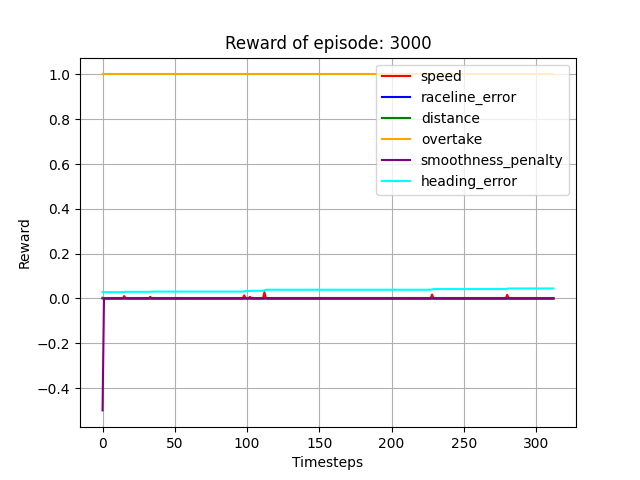 Reward of episode: 3000
1.0
0.8
0.6
0.4
0.2
0.0
−0.2
−0.4
Reward
speed
raceline_error
distance
overtake
smoothness_penalty
heading_error
0 50 100 150 200 250 300
Timesteps